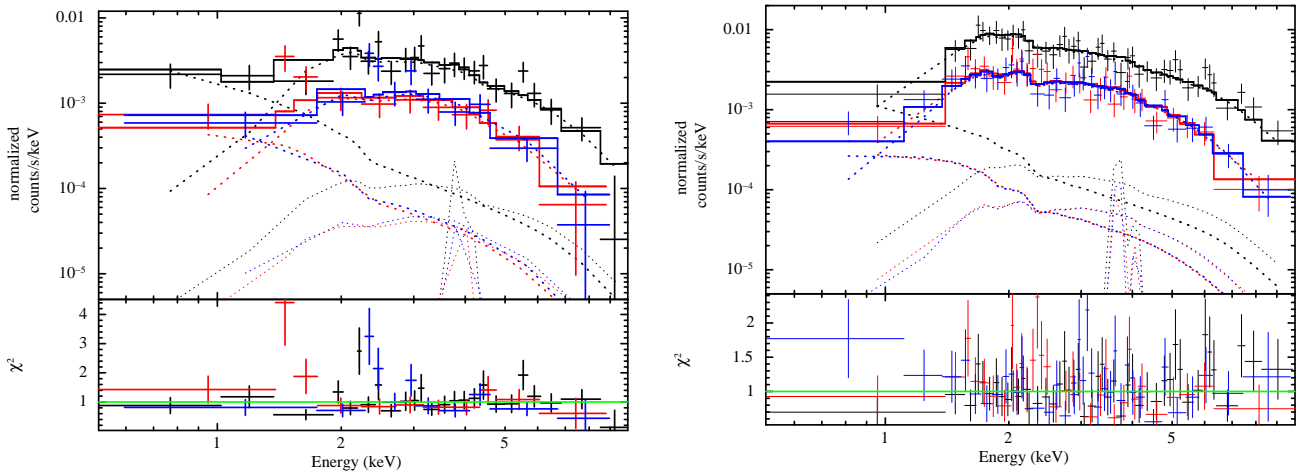 0.01
10⁻³
10⁻⁴
10⁻⁵
normalized
counts/s/keV
4
3
2
1
χ²
1
2
5
Energy (keV)
0.01
10⁻³
10⁻⁴
10⁻⁵
normalized
counts/s/keV
2
1.5
1
χ²
1
2
5
Energy (keV)